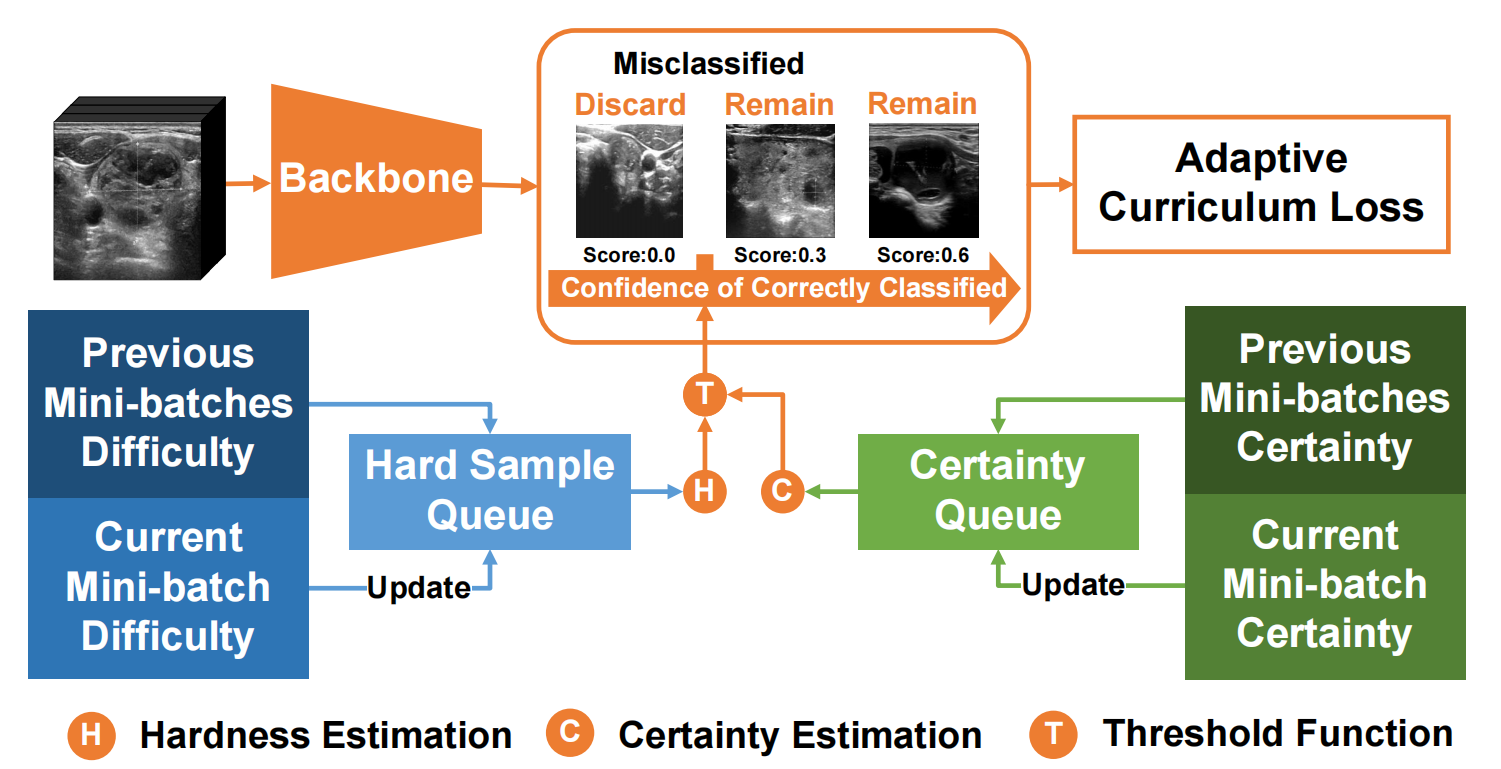 Misclassified
Discard Remain Remain
Backbone
Score:0.0 Score:0.3 Score:0.6
Confidence of Correctly Classified
Adaptive
Curriculum Loss
Previous
Mini-batches
Difficulty
Current
Mini-batch
Difficulty
Update
Hard Sample
Queue
H
T
C
Certainty
Queue
Update
Previous
Mini-batches
Certainty
Current
Mini-batch
Certainty
H Hardness Estimation
C Certainty Estimation
T Threshold Function